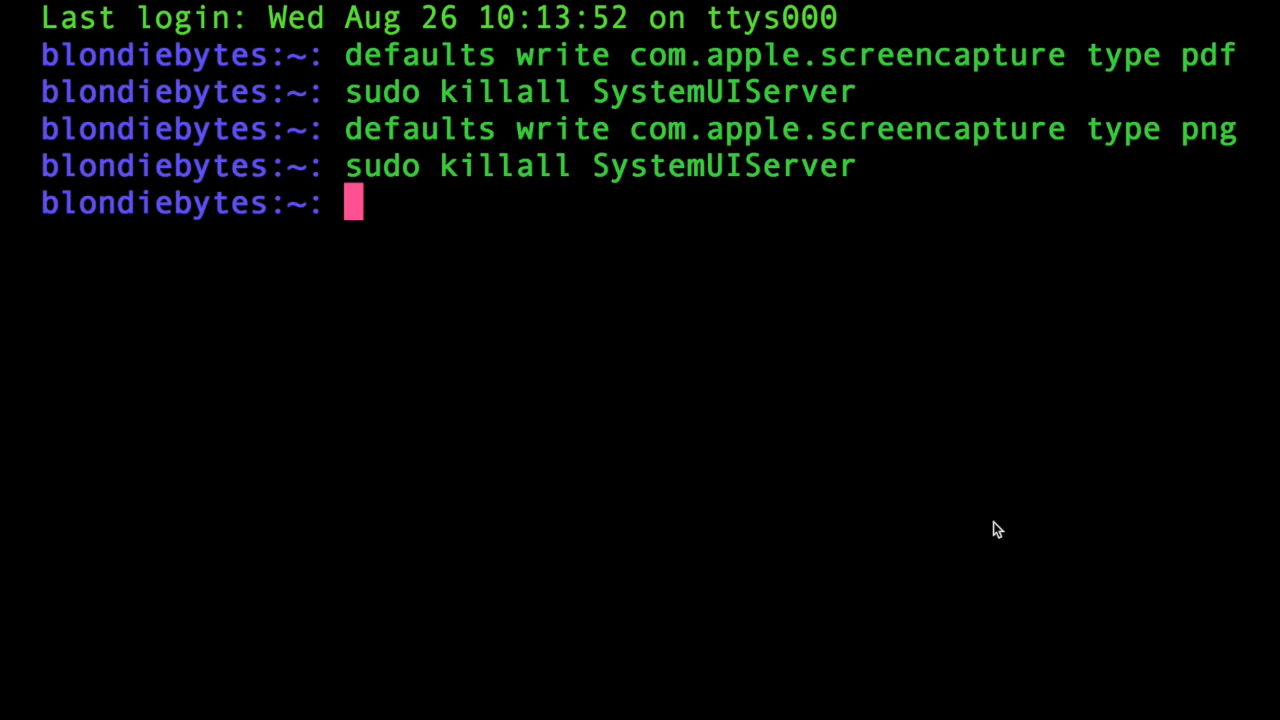 Last login: Wed Aug 26 10:13:52 on ttys000
blondiebytes:~: defaults write com.apple.screencapture type pdf
blondiebytes:~: sudo killall SystemUIServer
blondiebytes:~: defaults write com.apple.screencapture type png
blondiebytes:~: sudo killall SystemUIServer
blondiebytes:~: